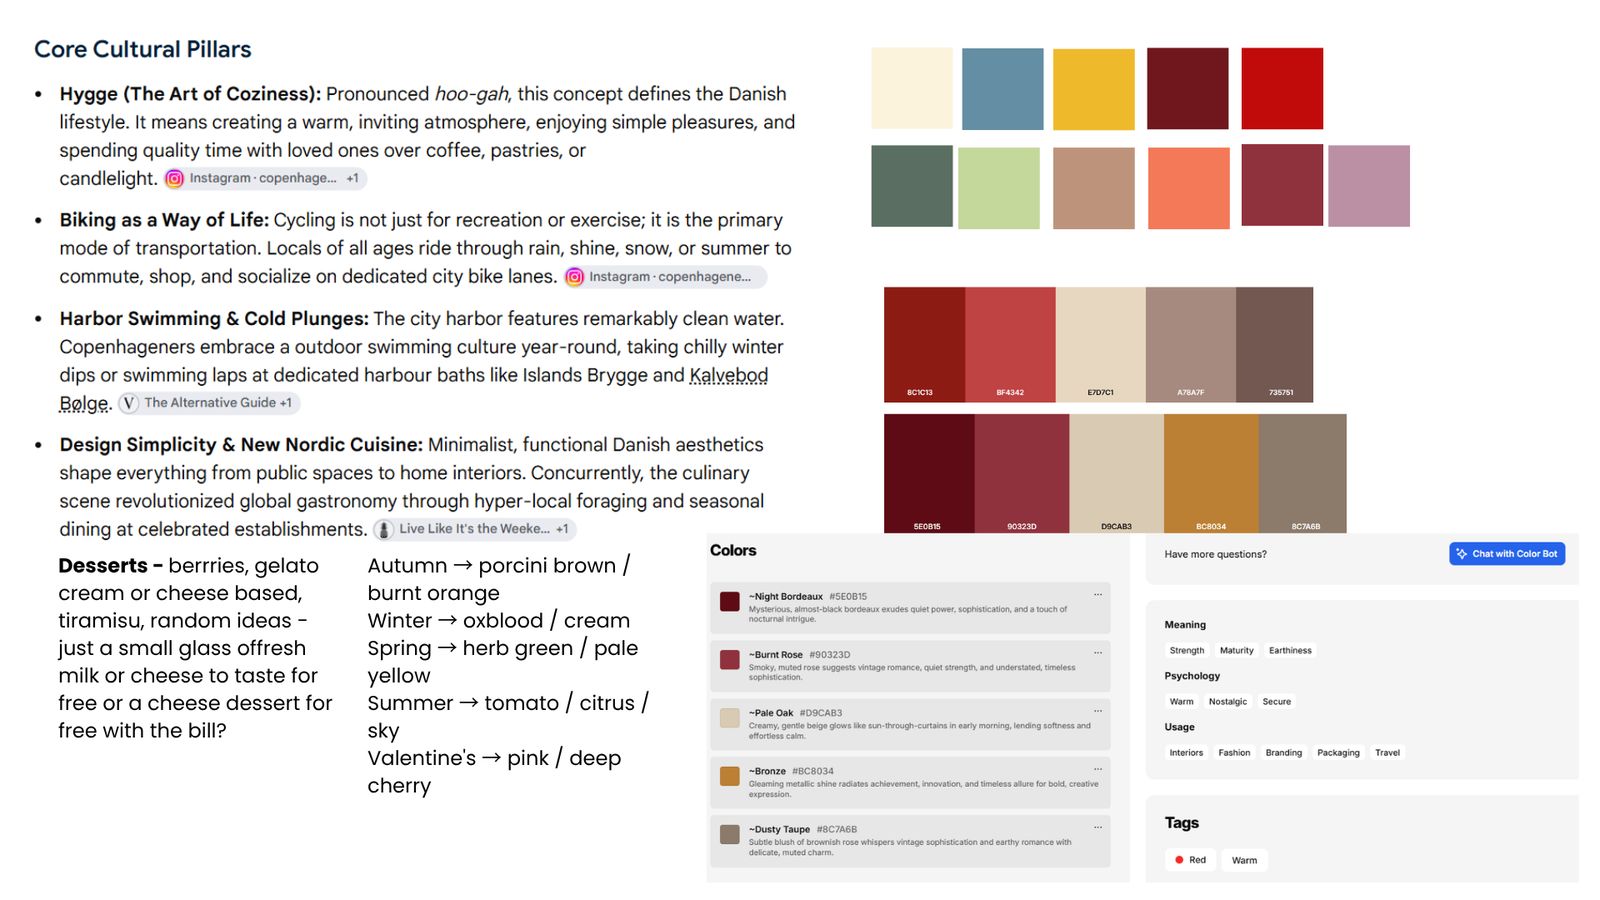 Core Cultural Pillars
• Hygge (The Art of Coziness): Pronounced hoo-gah, this concept defines the Danish
lifestyle. It means creating a warm, inviting atmosphere, enjoying simple pleasures, and
spending quality time with loved ones over coffee, pastries, or
candlelight. Instagram · copenhage... +1
• Biking as a Way of Life: Cycling is not just for recreation or exercise; it is the primary
mode of transportation. Locals of all ages ride through rain, shine, snow, or summer to
commute, shop, and socialize on dedicated city bike lanes. Instagram · copenhagene...
• Harbor Swimming & Cold Plunges: The city harbor features remarkably clean water.
Copenhageners embrace a outdoor swimming culture year-round, taking chilly winter
dips or swimming laps at dedicated harbour baths like Islands Brygge and Kalvebod
Bølge. V The Alternative Guide +1
• Design Simplicity & New Nordic Cuisine: Minimalist, functional Danish aesthetics
shape everything from public spaces to home interiors. Concurrently, the culinary
scene revolutionized global gastronomy through hyper-local foraging and seasonal
dining at celebrated establishments. Live Like It's the Weeke... +1
Desserts - berrries, gelato
cream or cheese based,
tiramisu, random ideas -
just a small glass offresh
milk or cheese to taste for
free or a cheese dessert for
free with the bill?
Autumn → porcini brown /
burnt orange
Winter → oxblood / cream
Spring → herb green / pale
yellow
Summer → tomato / citrus /
sky
Valentine's → pink / deep
cherry
8C1C13 BF4342 E7D7C1 A78A7F 735751
5E0B15 90323D D9CAB3 BC8034 8C7A6B
Colors
~Night Bordeaux #5E0B15 ...
Mysterious, almost-black bordeaux exudes quiet power, sophistication, and a touch of
nocturnal intrigue.
~Burnt Rose #90323D ...
Smoky, muted rose suggests vintage romance, quiet strength, and understated, timeless
sophistication.
~Pale Oak #D9CAB3 ...
Creamy, gentle beige glows like sun-through-curtains in early morning, lending softness and
effortless calm.
~Bronze #BC8034 ...
Gleaming metallic shine radiates achievement, innovation, and timeless allure for bold, creative
expression.
~Dusty Taupe #8C7A6B ...
Subtle blush of brownish rose whispers vintage sophistication and earthy romance with
delicate, muted charm.
Have more questions? Chat with Color Bot
Meaning
Strength Maturity Earthiness
Psychology
Warm Nostalgic Secure
Usage
Interiors Fashion Branding Packaging Travel
Tags
Red Warm